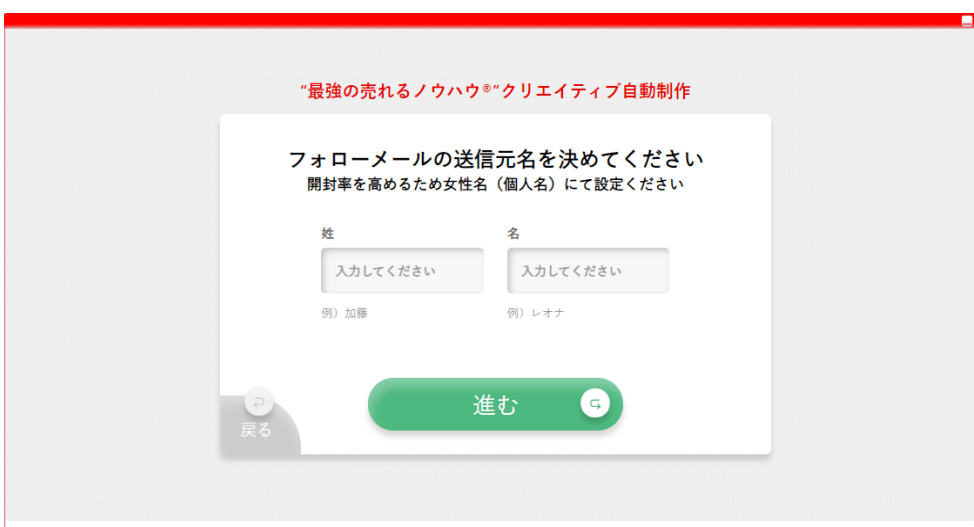 “最強の売れるノウハウ®”クリエイティブ自動制作
フォローメールの送信元名を決めてください
開封率を高めるため女性名（個人名）にて設定ください
姓
名
入力してください
入力してください
例）加藤
例）レオナ
進む
戻る